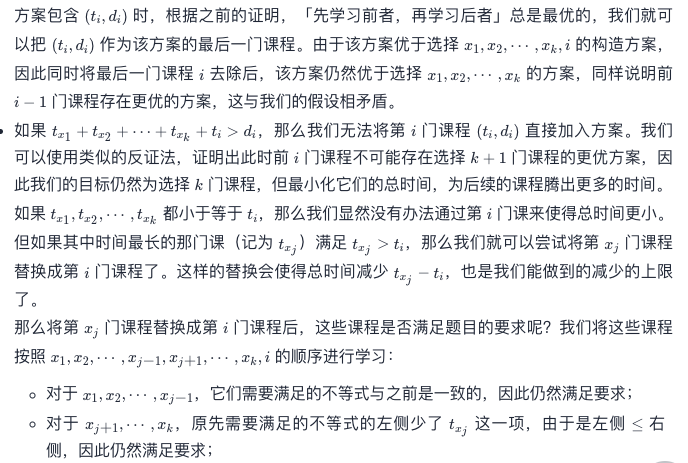 方案包含 (t_i, d_i) 时，根据之前的证明，「先学习前者，再学习后者」总是最优的，我们就可
以把 (t_i, d_i) 作为该方案的最后一门课程。由于该方案优于选择 x_1, x_2, ⋯, x_k, i 的构造方案，
因此同时将最后一门课程 i 去除后，该方案仍然优于选择 x_1, x_2, ⋯, x_k 的方案，同样说明前
i − 1 门课程存在更优的方案，这与我们的假设相矛盾。
• 如果 t_{x_1} + t_{x_2} + ⋯ + t_{x_k} + t_i > d_i，那么我们无法将第 i 门课程 (t_i, d_i) 直接加入方案。我们
可以使用类似的反证法，证明出此时前 i 门课程不可能存在选择 k + 1 门课程的更优方案，因
此我们的目标仍然为选择 k 门课程，但最小化它们的总时间，为后续的课程腾出更多的时间。
如果 t_{x_1}, t_{x_2}, ⋯, t_{x_k} 都小于等于 t_i，那么我们显然没有办法通过第 i 门课来使得总时间更小。
但如果其中时间最长的那门课（记为 t_{x_j}）满足 t_{x_j} > t_i，那么我们就可以尝试将第 x_j 门课程
替换成第 i 门课程了。这样的替换会使得总时间减少 t_{x_j} − t_i，也是我们能做到的减少的上限
了。
那么将第 x_j 门课程替换成第 i 门课程后，这些课程是否满足题目的要求呢？我们将这些课程
按照 x_1, x_2, ⋯, x_{j−1}, x_{j+1}, ⋯, x_k, i 的顺序进行学习：
◦ 对于 x_1, x_2, ⋯, x_{j−1}，它们需要满足的不等式与之前是一致的，因此仍然满足要求；
◦ 对于 x_{j+1}, ⋯, x_k，原先需要满足的不等式的左侧少了 t_{x_j} 这一项，由于是左侧 ≤ 右
侧，因此仍然满足要求；